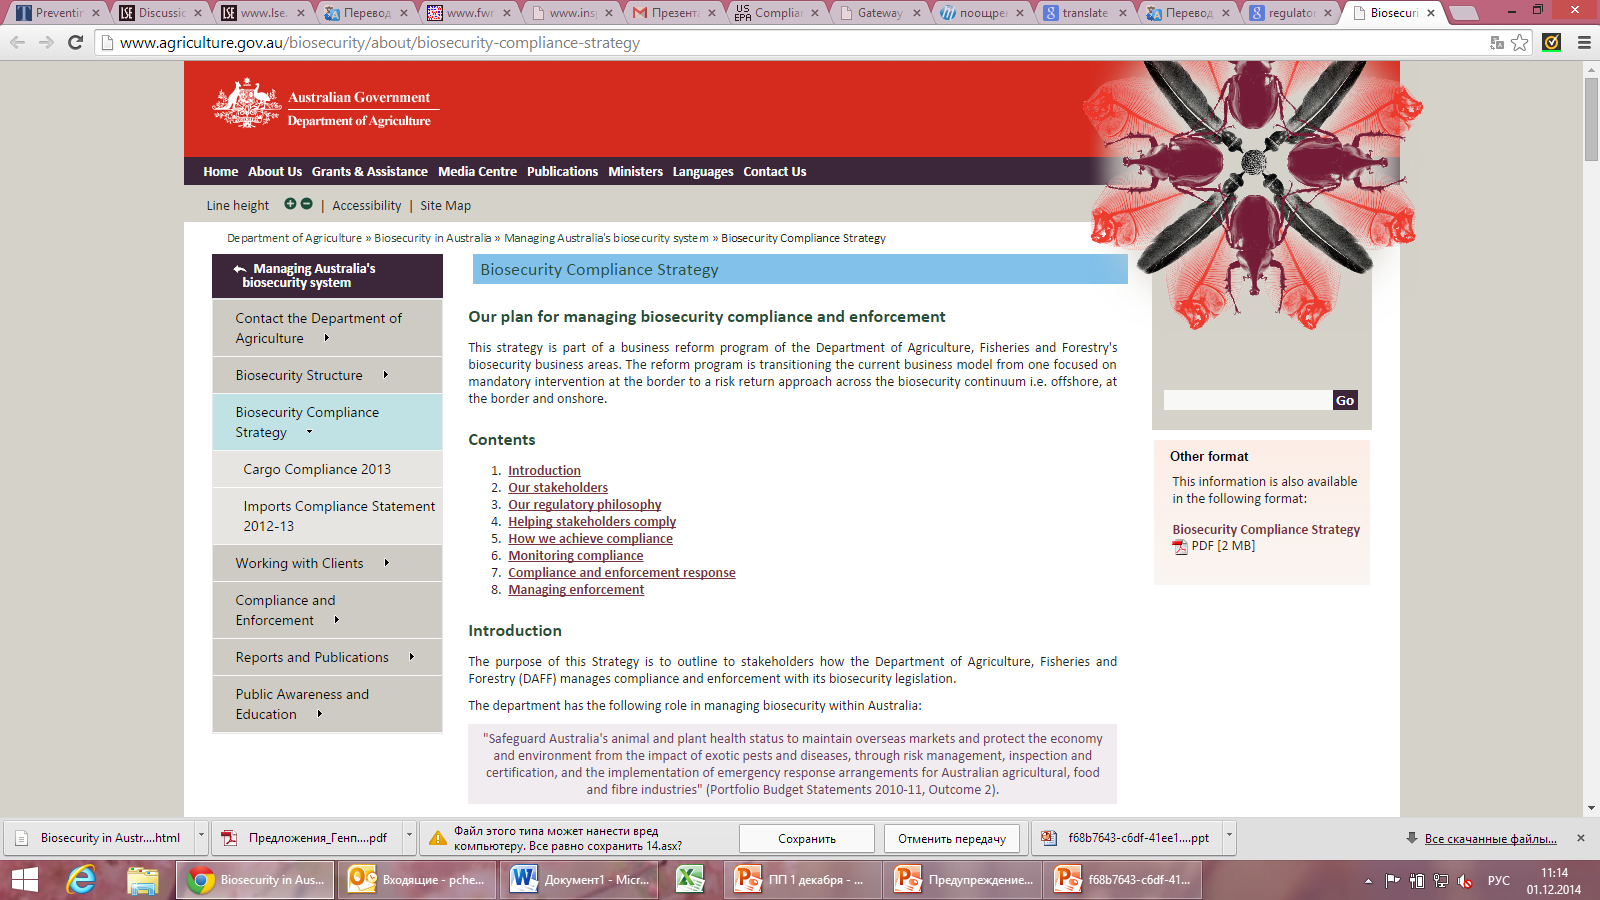 Preventin
Discussic
www.lse.
Перевод
www.fwr
www.insp
Презента
US EPA Complian
Gateway
поощрен
translate
Перевод
regulator
Biosecuri
www.agriculture.gov.au/biosecurity/about/biosecurity-compliance-strategy
Australian Government
Department of Agriculture
Home About Us Grants & Assistance Media Centre Publications Ministers Languages Contact Us
Line height | Accessibility | Site Map
Department of Agriculture » Biosecurity in Australia » Managing Australia's biosecurity system » Biosecurity Compliance Strategy
Managing Australia's
biosecurity system
Contact the Department of
Agriculture
Biosecurity Structure
Biosecurity Compliance
Strategy
Cargo Compliance 2013
Imports Compliance Statement
2012-13
Working with Clients
Compliance and
Enforcement
Reports and Publications
Public Awareness and
Education
Biosecurity Compliance Strategy
Our plan for managing biosecurity compliance and enforcement
This strategy is part of a business reform program of the Department of Agriculture, Fisheries and Forestry's
biosecurity business areas. The reform program is transitioning the current business model from one focused on
mandatory intervention at the border to a risk return approach across the biosecurity continuum i.e. offshore, at
the border and onshore.
Contents
1. Introduction
2. Our stakeholders
3. Our regulatory philosophy
4. Helping stakeholders comply
5. How we achieve compliance
6. Monitoring compliance
7. Compliance and enforcement response
8. Managing enforcement
Introduction
The purpose of this Strategy is to outline to stakeholders how the Department of Agriculture, Fisheries and
Forestry (DAFF) manages compliance and enforcement with its biosecurity legislation.
The department has the following role in managing biosecurity within Australia:
"Safeguard Australia's animal and plant health status to maintain overseas markets and protect the economy
and environment from the impact of exotic pests and diseases, through risk management, inspection and
certification, and the implementation of emergency response arrangements for Australian agricultural, food
and fibre industries" (Portfolio Budget Statements 2010-11, Outcome 2).
Go
Other format
This information is also available
in the following format:
Biosecurity Compliance Strategy
PDF [2 MB]
Biosecurity in Austr....html
Предложения_Генп....pdf
Файл этого типа может нанести вред
компьютеру. Все равно сохранить 14.asx?
Сохранить
Отменить передачу
f68b7643-c6df-41ee1....ppt
Все скачанные файлы...
Biosecurity in Aus...
Входящие - pche...
Документ1 - Micr...
ПП 1 декабря - ...
Предупреждение...
f68b7643-c6df-41...
РУС
11:14
01.12.2014